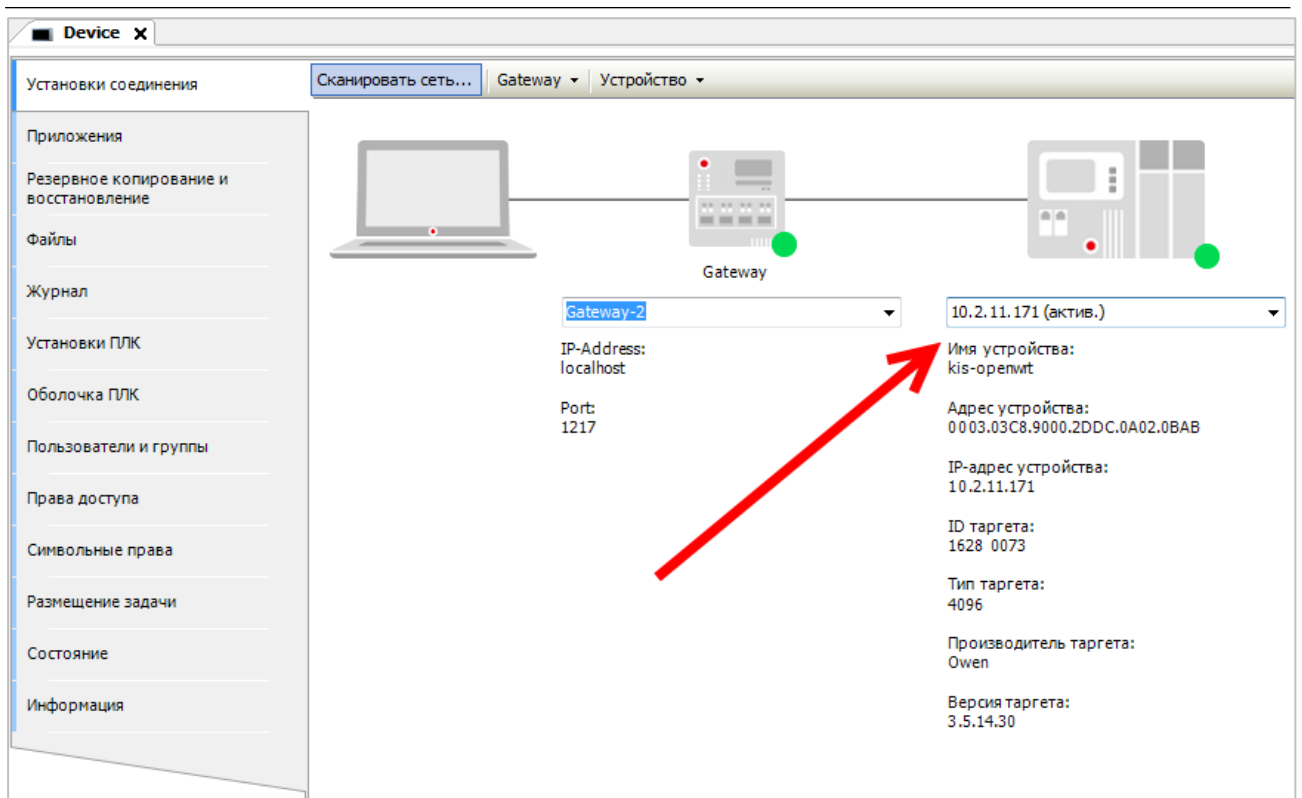 Device X
Установки соединения
Сканировать сеть...
Gateway
Устройство
Приложения
Резервное копирование и
восстановление
Файлы
Журнал
Установки ПЛК
Оболочка ПЛК
Пользователи и группы
Права доступа
Символьные права
Размещение задачи
Состояние
Информация
Gateway
Gateway-2
IP-Address:
localhost
Port:
1217
10.2.11.171 (актив.)
Имя устройства:
kis-openwrt
Адрес устройства:
0003.03C8.9000.2DDC.0A02.0BAB
IP-адрес устройства:
10.2.11.171
ID таргета:
1628 0073
Тип таргета:
4096
Производитель таргета:
Owen
Версия таргета:
3.5.14.30